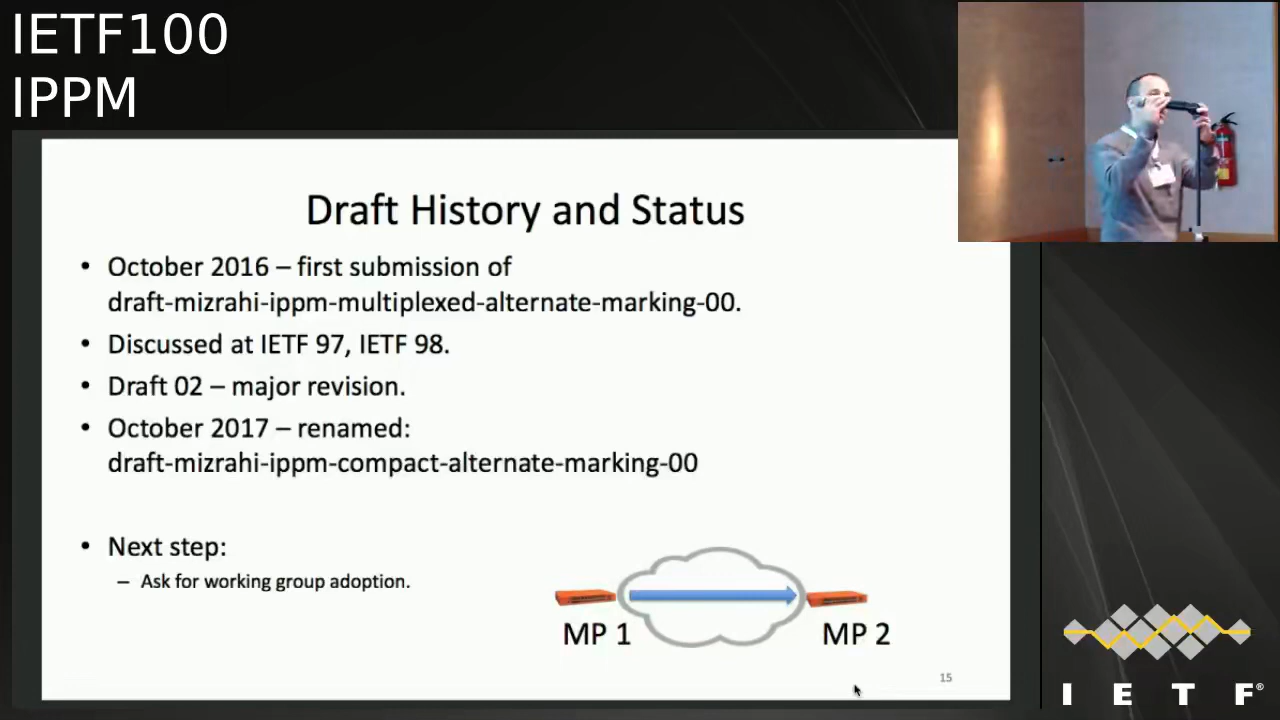 IETF100
IPPM
Draft History and Status
• October 2016 – first submission of
draft-mizrahi-ippm-multiplexed-alternate-marking-00.
• Discussed at IETF 97, IETF 98.
• Draft 02 – major revision.
• October 2017 – renamed:
draft-mizrahi-ippm-compact-alternate-marking-00
• Next step:
– Ask for working group adoption.
MP 1
MP 2
15
I E T F®